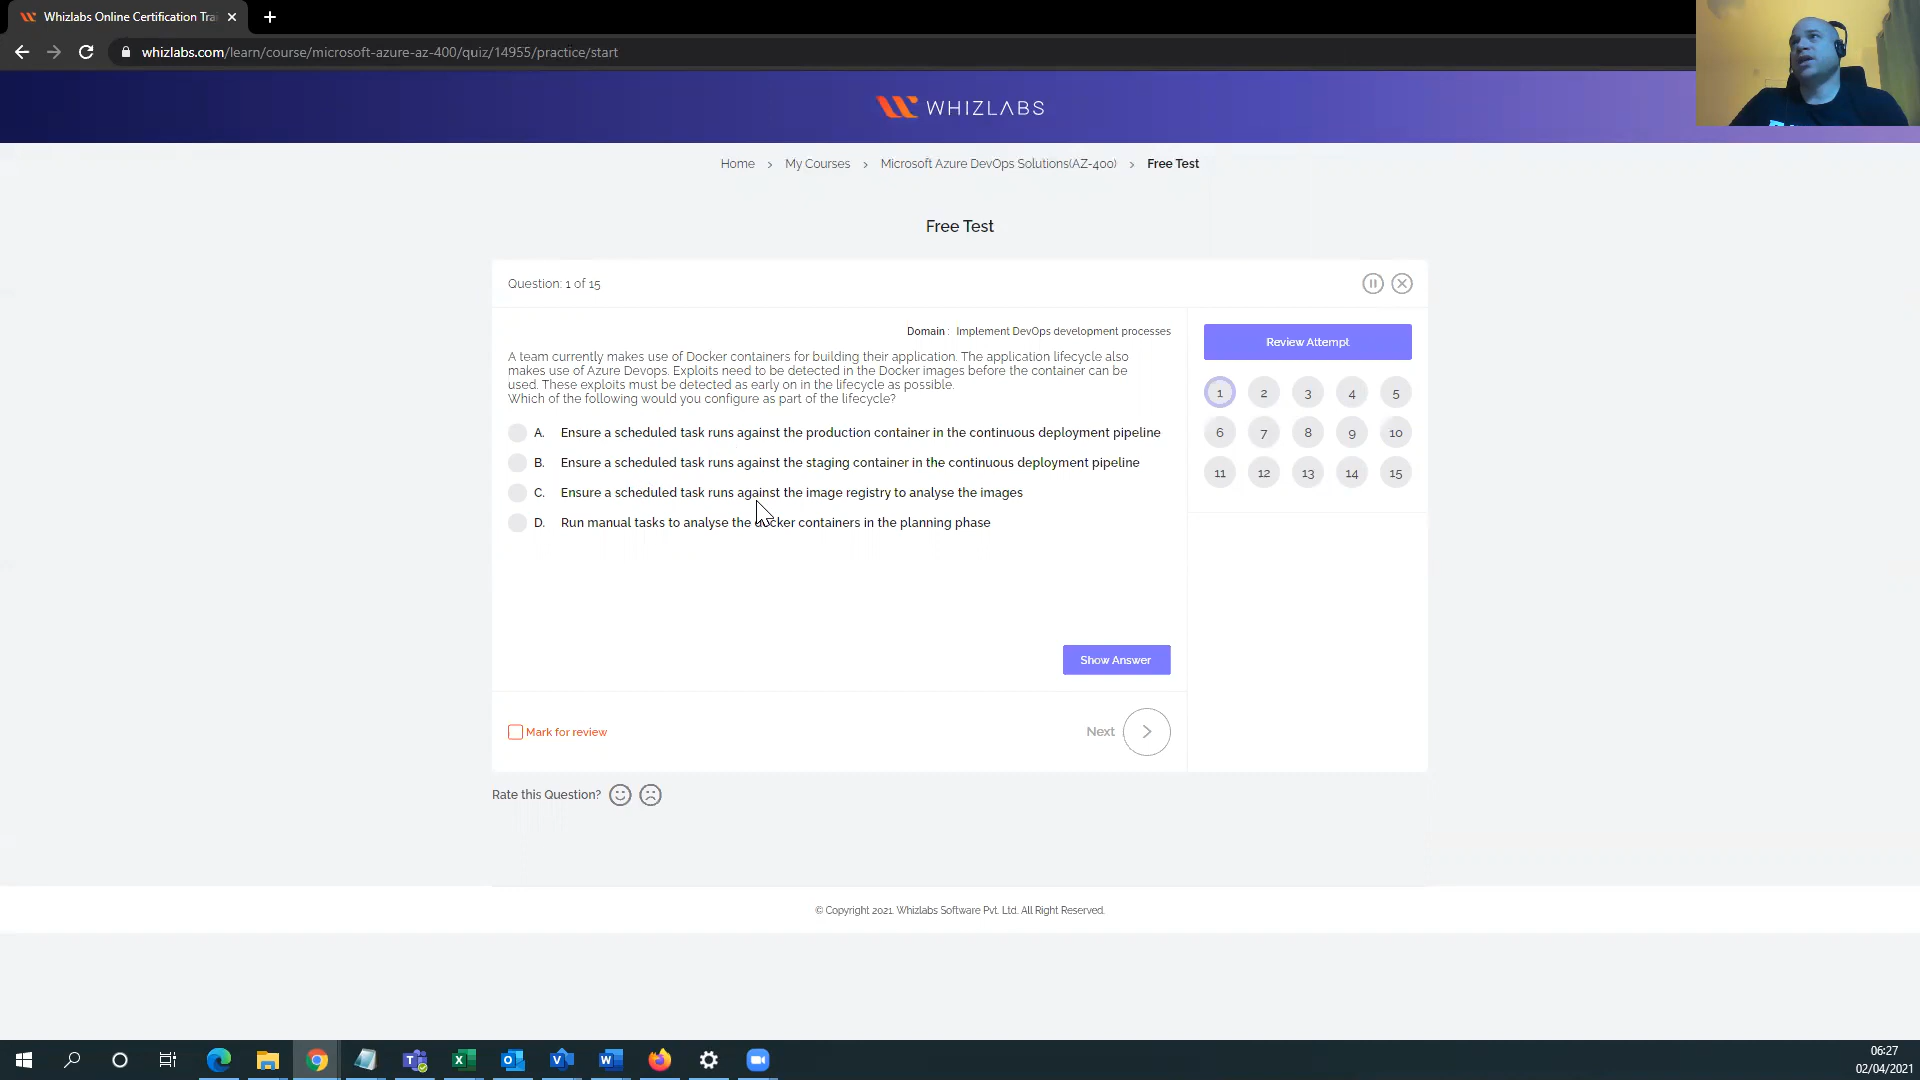 Whizlabs Online Certification Tra
whizlabs.com/learn/course/microsoft-azure-az-400/quiz/14955/practice/start
WHIZLABS
Home > My Courses > Microsoft Azure DevOps Solutions(AZ-400) > Free Test
Free Test
Question: 1 of 15
Domain : Implement DevOps development processes
A team currently makes use of Docker containers for building their application. The application lifecycle also
makes use of Azure Devops. Exploits need to be detected in the Docker images before the container can be
used. These exploits must be detected as early on in the lifecycle as possible.
Which of the following would you configure as part of the lifecycle?
A. Ensure a scheduled task runs against the production container in the continuous deployment pipeline
B. Ensure a scheduled task runs against the staging container in the continuous deployment pipeline
C. Ensure a scheduled task runs against the image registry to analyse the images
D. Run manual tasks to analyse the docker containers in the planning phase
Show Answer
Mark for review
Next
Review Attempt
1 2 3 4 5
6 7 8 9 10
11 12 13 14 15
Rate this Question?
© Copyright 2021. Whizlabs Software Pvt. Ltd. All Right Reserved.
06:27
02/04/2021